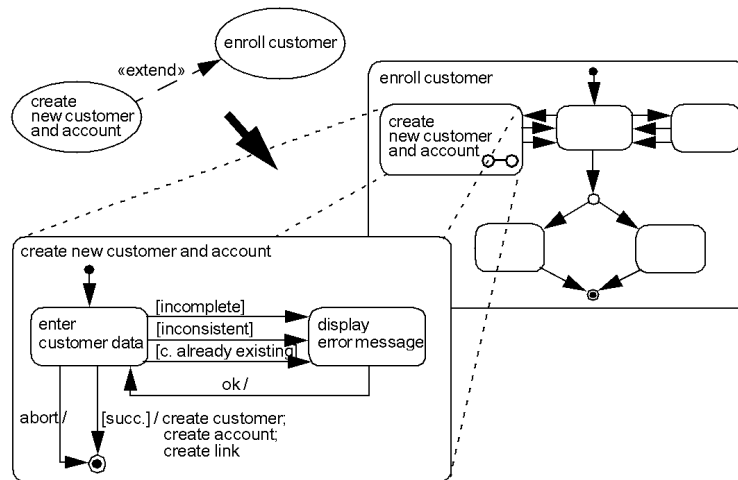 enroll customer
«extend»
create
new customer
and account
enroll customer
create
new customer
and account
create new customer and account
enter
customer data
[incomplete]
[inconsistent]
[c. already existing]
display
error message
ok /
abort /
[succ.] / create customer;
create account;
create link